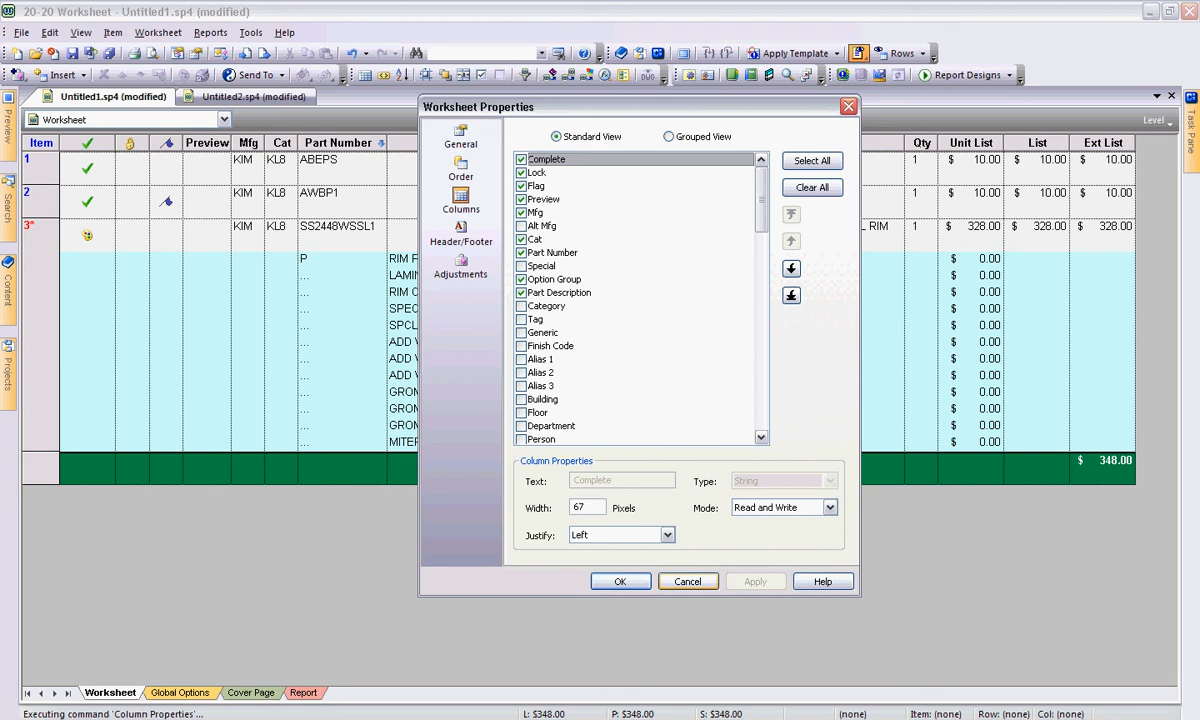 20-20 Worksheet - Untitled1.sp4 (modified)
File Edit View Item Worksheet Reports Tools Help
Apply Template Rows
Insert Send To Report Designs
Untitled1.sp4 (modified) Untitled2.sp4 (modified)
Worksheet Level
Item Preview Mfg Cat Part Number Qty Unit List List Ext List
1 KIM KL8 ABEPS 1 $ 10.00 $ 10.00 $ 10.00
2 KIM KL8 AWBP1 1 $ 10.00 $ 10.00 $ 10.00
3^ KIM KL8 SS2448WSSL1 L RIM 1 $ 328.00 $ 328.00 $ 328.00
P RIM F $ 0.00
... LAMIN $ 0.00
... RIM C $ 0.00
... SPEC $ 0.00
... SPCL $ 0.00
... ADD V $ 0.00
... ADD V $ 0.00
... ADD V $ 0.00
... GROM $ 0.00
... GROM $ 0.00
... GROM $ 0.00
... MITER $ 0.00
$ 348.00
Preview
Search
Content
Projects
Task Pane
Worksheet Properties
General
Order
Columns
Header/Footer
Adjustments
Standard View Grouped View
Complete
Lock
Flag
Preview
Mfg
Alt Mfg
Cat
Part Number
Special
Option Group
Part Description
Category
Tag
Generic
Finish Code
Alias 1
Alias 2
Alias 3
Building
Floor
Department
Person
Select All
Clear All
Column Properties
Text: Complete Type: String
Width: 67 Pixels Mode: Read and Write
Justify: Left
OK Cancel Apply Help
Worksheet Global Options Cover Page Report
Executing command 'Column Properties'... L: $348.00 P: $348.00 S: $348.00 (none) Item: (none) Row: (none) Col: (none)